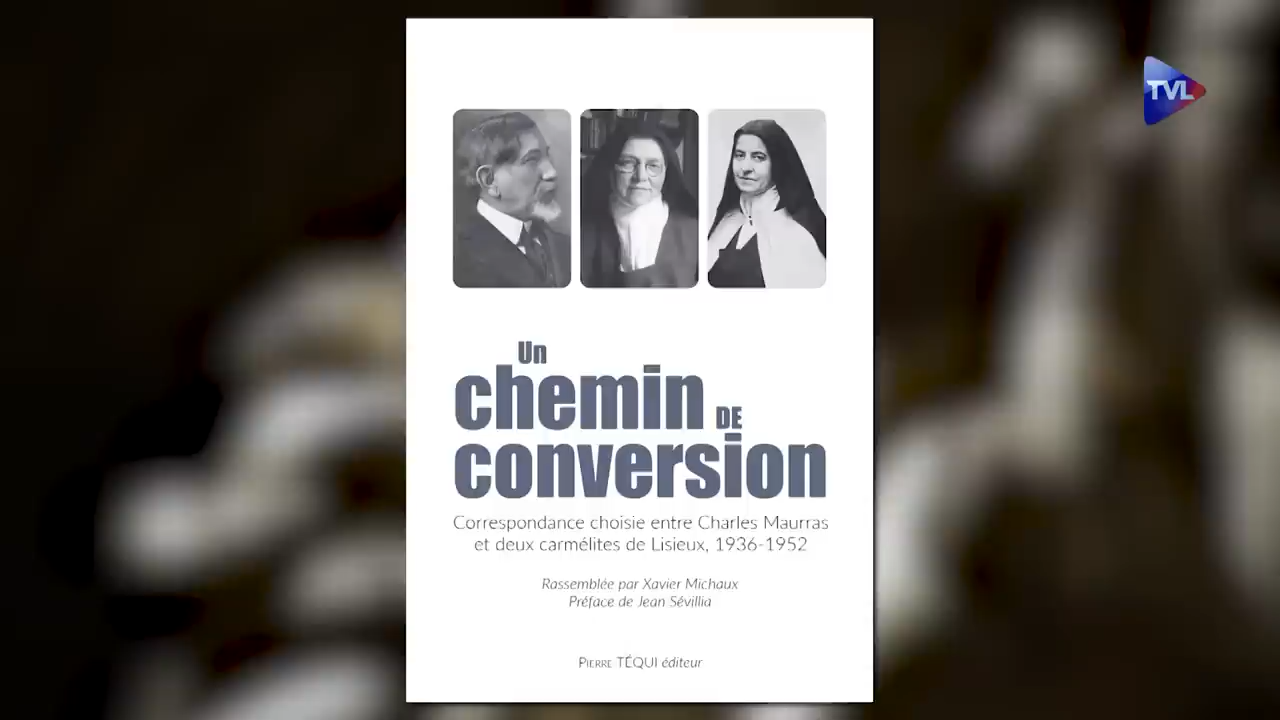 TVL
Un
chemin DE
conversion
Correspondance choisie entre Charles Maurras
et deux carmélites de Lisieux, 1936-1952
Rassemblée par Xavier Michaux
Préface de Jean Sévillia
Pierre TÉQUI éditeur